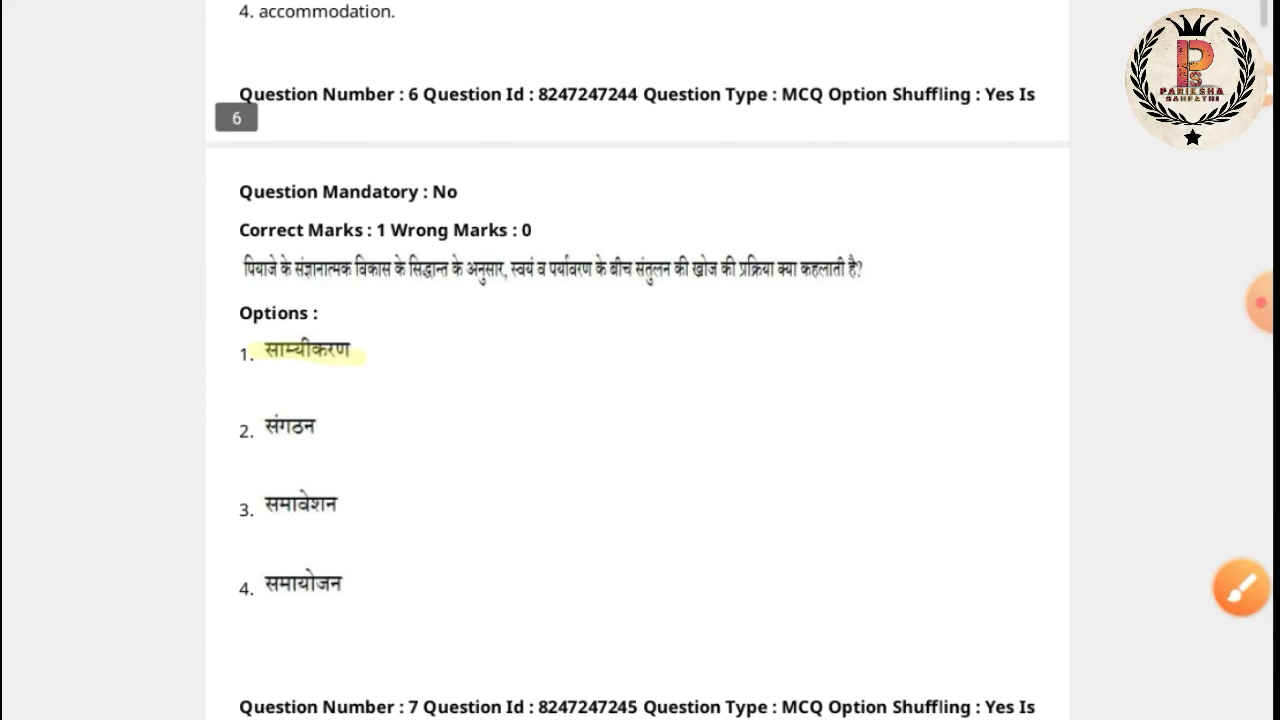 4. accommodation.
Question Number : 6 Question Id : 8247247244 Question Type : MCQ Option Shuffling : Yes Is
6
Question Mandatory : No
Correct Marks : 1 Wrong Marks : 0
पियाजे के संज्ञानात्मक विकास के सिद्धान्त के अनुसार, स्वयं व पर्यावरण के बीच संतुलन की खोज की प्रक्रिया क्या कहलाती है?
Options :
1. साम्यीकरण
2. संगठन
3. समावेशन
4. समायोजन
Question Number : 7 Question Id : 8247247245 Question Type : MCQ Option Shuffling : Yes Is
PS
PARIKSHA
SAMPATHI